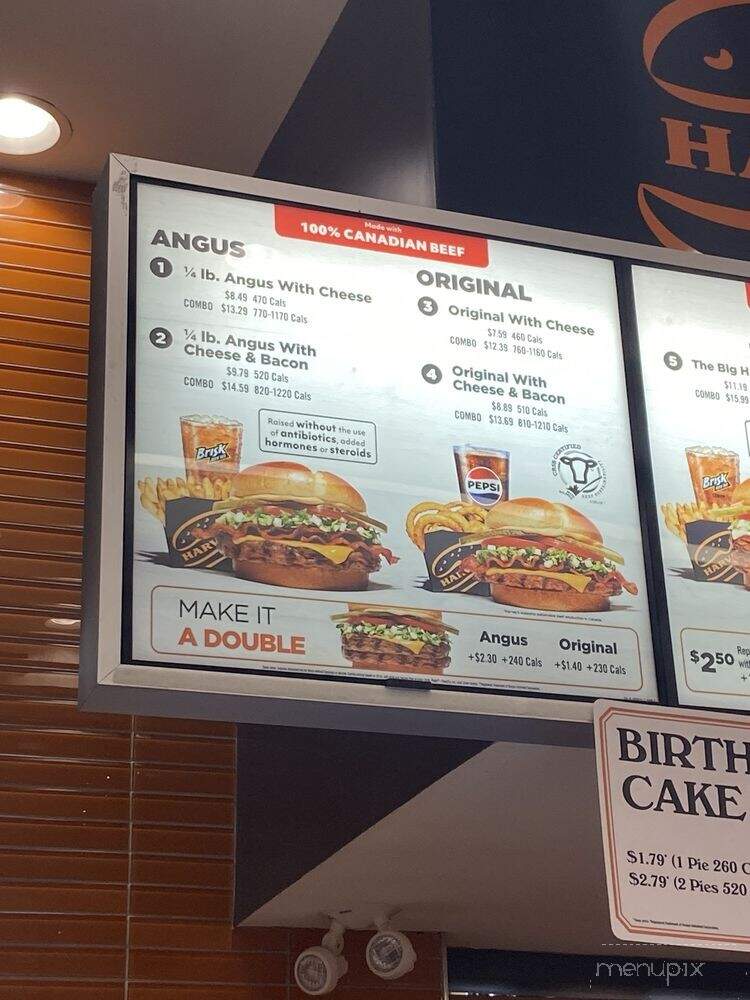 Made with
100% CANADIAN BEEF
ANGUS
1 ¼ lb. Angus With Cheese
$8.49 470 Cals
COMBO $13.29 770-1170 Cals
2 ¼ lb. Angus With
Cheese & Bacon
$9.79 520 Cals
COMBO $14.59 820-1220 Cals
Raised without the use
of antibiotics, added
hormones or steroids
Brisk
HAR
ORIGINAL
3 Original With Cheese
$7.59 460 Cals
COMBO $12.39 760-1160 Cals
4 Original With
Cheese & Bacon
$8.89 510 Cals
COMBO $13.69 810-1210 Cals
PEPSI
HAR
MAKE IT
A DOUBLE
Angus
+$2.30 +240 Cals
Original
+$1.40 +230 Cals
HA
5 The Big H
$11.19
COMBO $15.99
Brisk
HAR
$2.50 Rep
with
+
BIRTH
CAKE
$1.79* (1 Pie 260 C
$2.79* (2 Pies 520
menupix